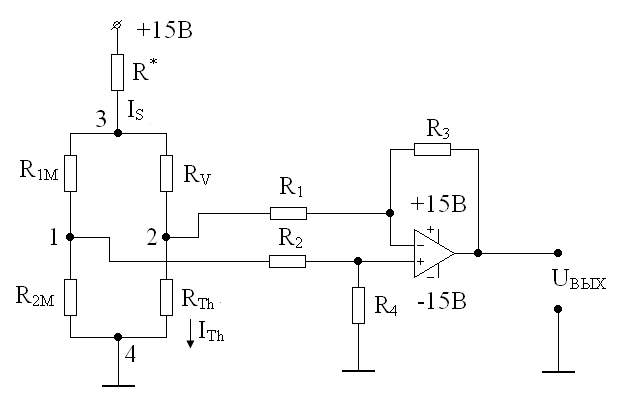 +15В
R*
3
IS
R1M
RV
R3
R1
+15В
1
2
R2
+
−
+
−
R2M
RTh
R4
-15В
UВЫХ
ITh
4